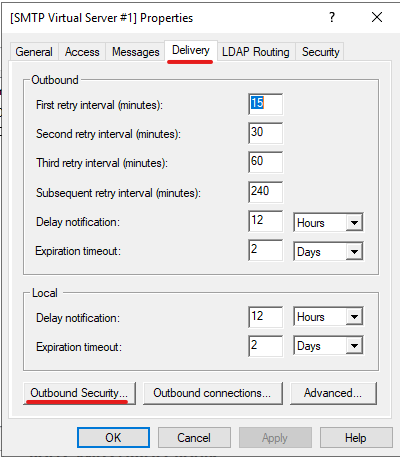 [SMTP Virtual Server #1] Properties ? ×
General Access Messages Delivery LDAP Routing Security
Outbound
First retry interval (minutes): 15
Second retry interval (minutes): 30
Third retry interval (minutes): 60
Subsequent retry interval (minutes): 240
Delay notification: 12 Hours
Expiration timeout: 2 Days
Local
Delay notification: 12 Hours
Expiration timeout: 2 Days
Outbound Security... Outbound connections... Advanced...
OK Cancel Apply Help